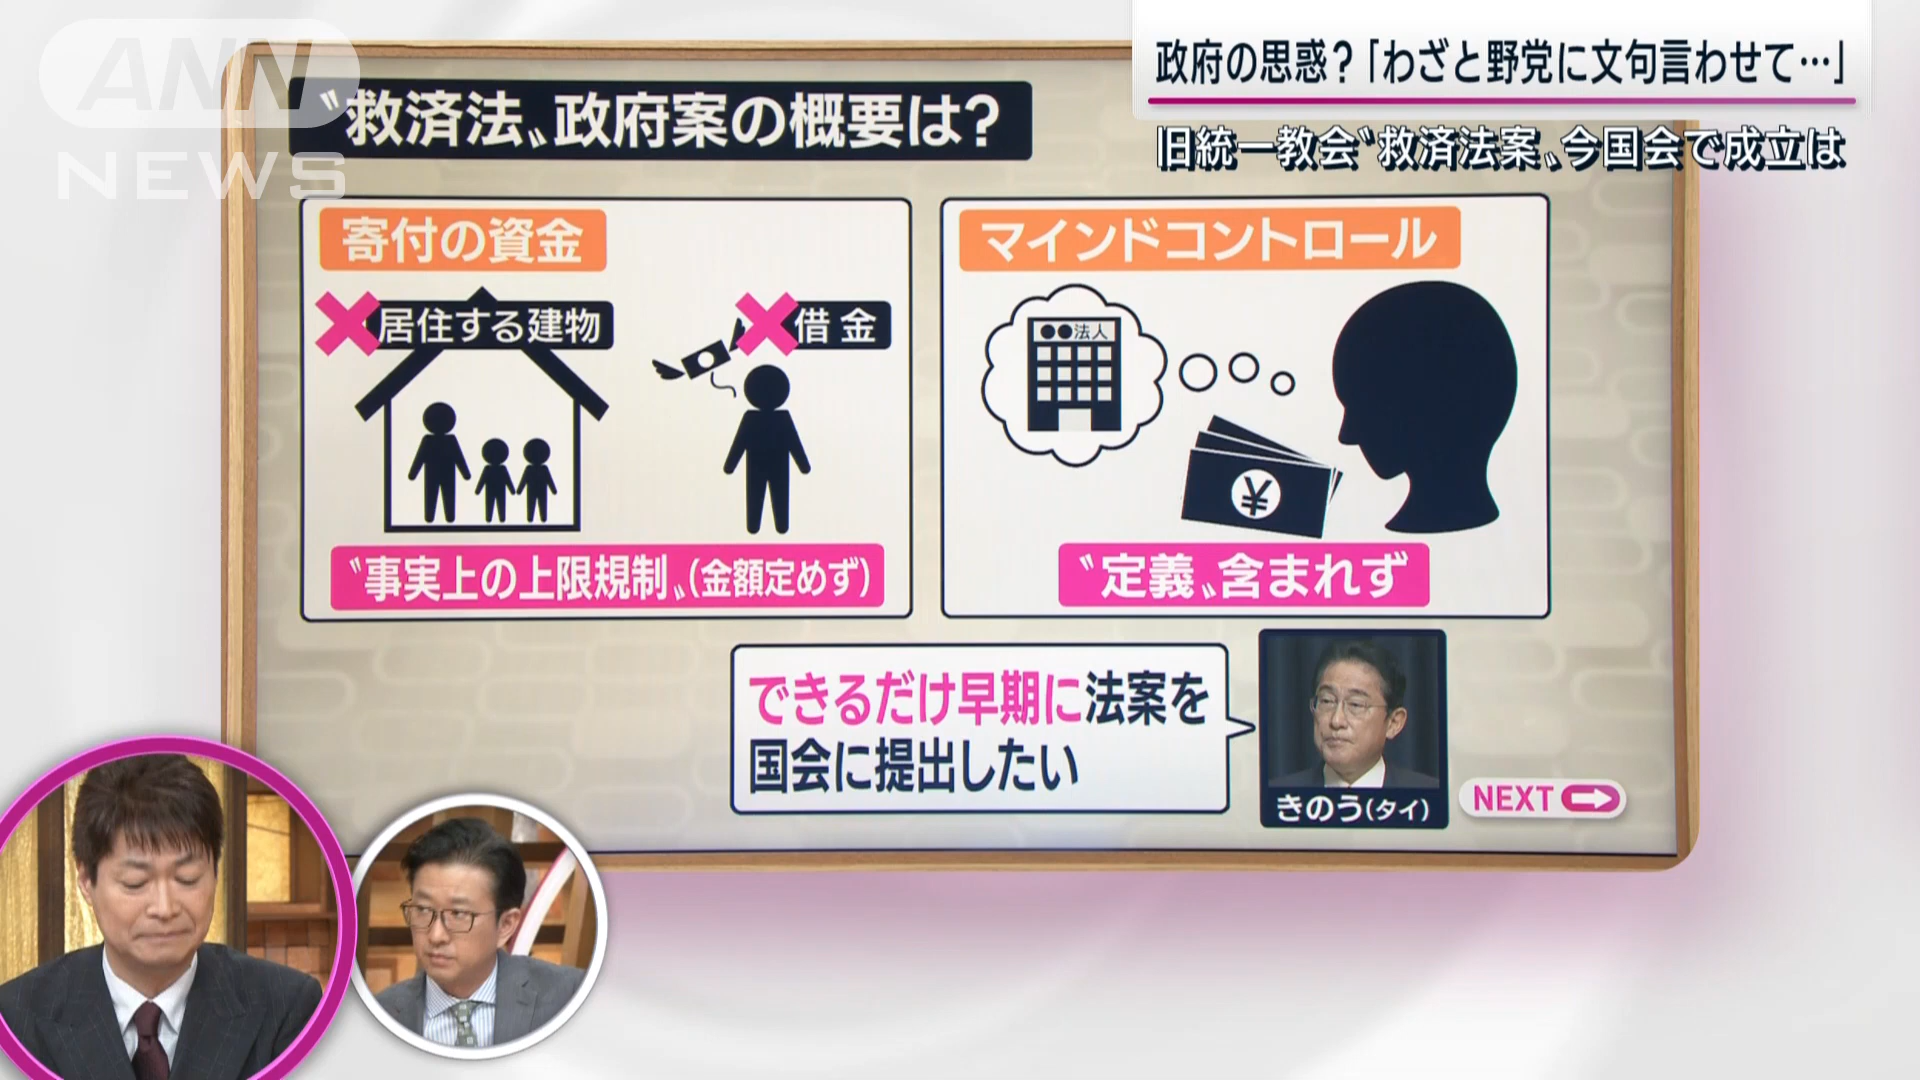 ANN
NEWS
政府の思惑?「わざと野党に文句言わせて…」
旧統一教会〝救済法案〟今国会で成立は
〝救済法〟政府案の概要は?
寄付の資金
居住する建物
借金
〝事実上の上限規制〟(金額定めず)
マインドコントロール
●●法人
¥
〝定義〟含まれず
できるだけ早期に法案を
国会に提出したい
きのう(タイ)
NEXT